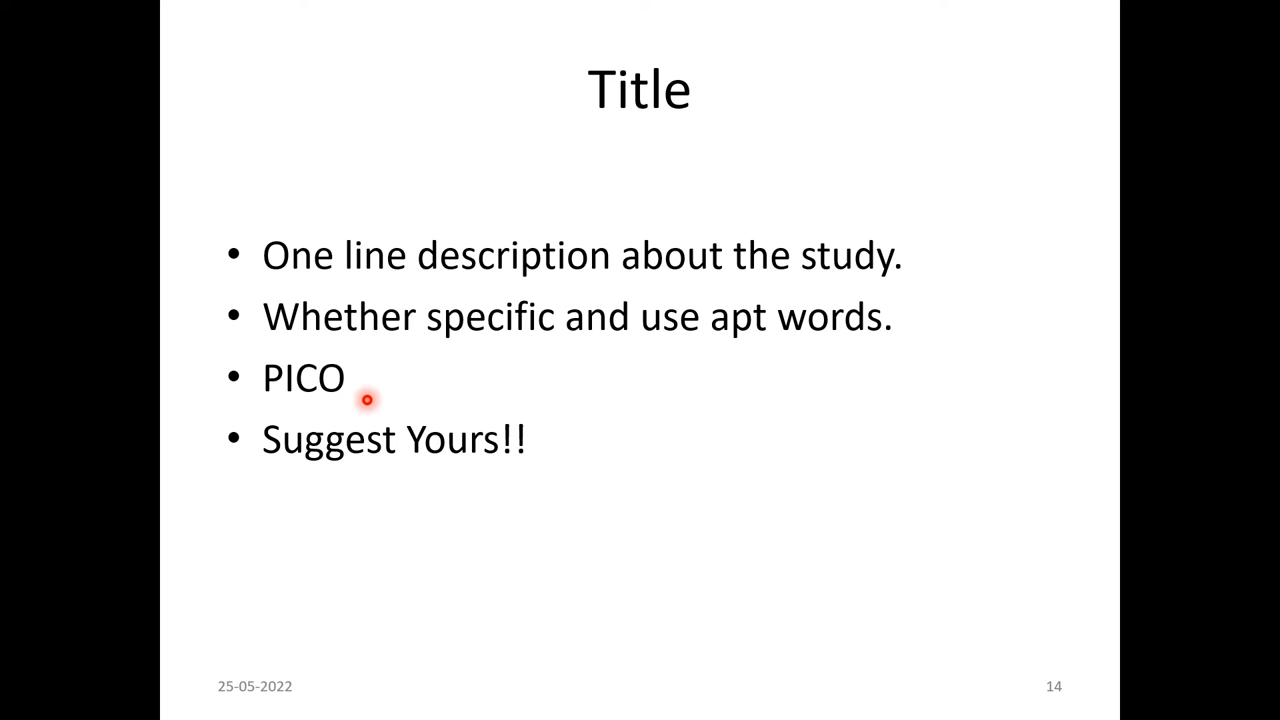 Title
• One line description about the study.
• Whether specific and use apt words.
• PICO
• Suggest Yours!!
25-05-2022
14